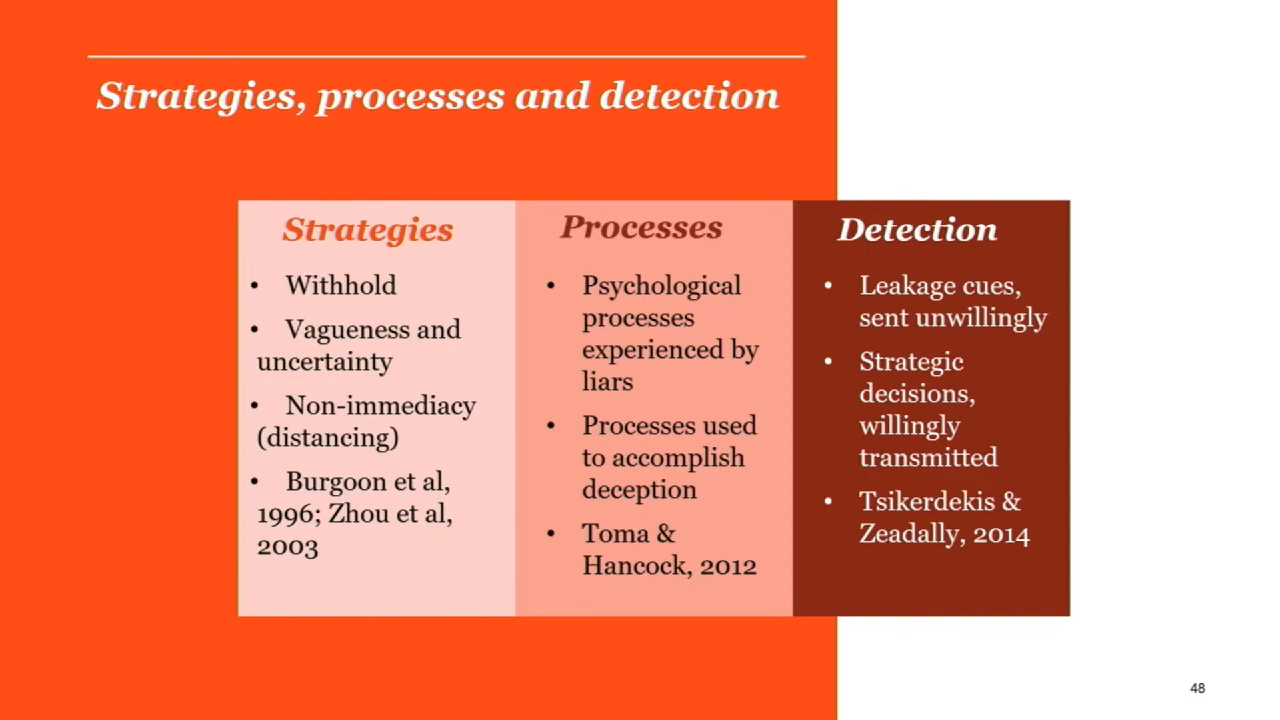 Strategies, processes and detection
Strategies
• Withhold
• Vagueness and
uncertainty
• Non-immediacy
(distancing)
• Burgoon et al,
1996; Zhou et al,
2003
Processes
• Psychological
processes
experienced by
liars
• Processes used
to accomplish
deception
• Toma &
Hancock, 2012
Detection
• Leakage cues,
sent unwillingly
• Strategic
decisions,
willingly
transmitted
• Tsikerdekis &
Zeadally, 2014
48